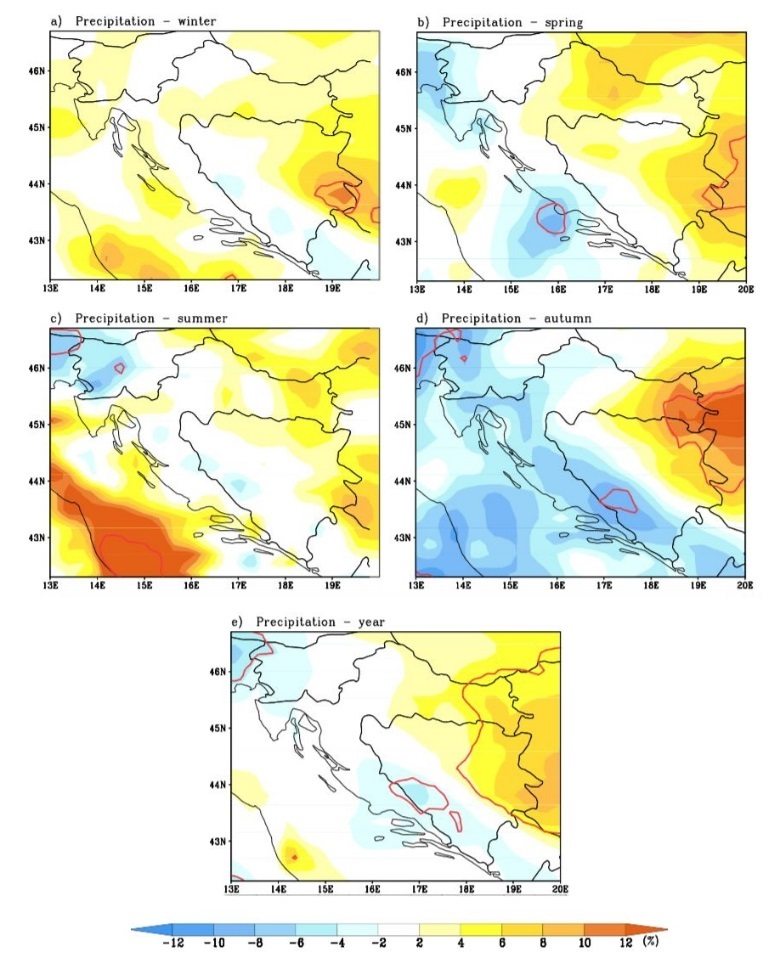 a) Precipitation - winter
b) Precipitation - spring
46N
45N
44N
43N
13E 14E 15E 16E 17E 18E 19E
46N
45N
44N
43N
13E 14E 15E 16E 17E 18E 19E 20E
c) Precipitation - summer
d) Precipitation - autumn
46N
45N
44N
43N
13E 14E 15E 16E 17E 18E 19E
46N
45N
44N
43N
13E 14E 15E 16E 17E 18E 19E 20E
e) Precipitation - year
46N
45N
44N
43N
13E 14E 15E 16E 17E 18E 19E 20E
-12 -10 -8 -6 -4 -2 2 4 6 8 10 12 (%)